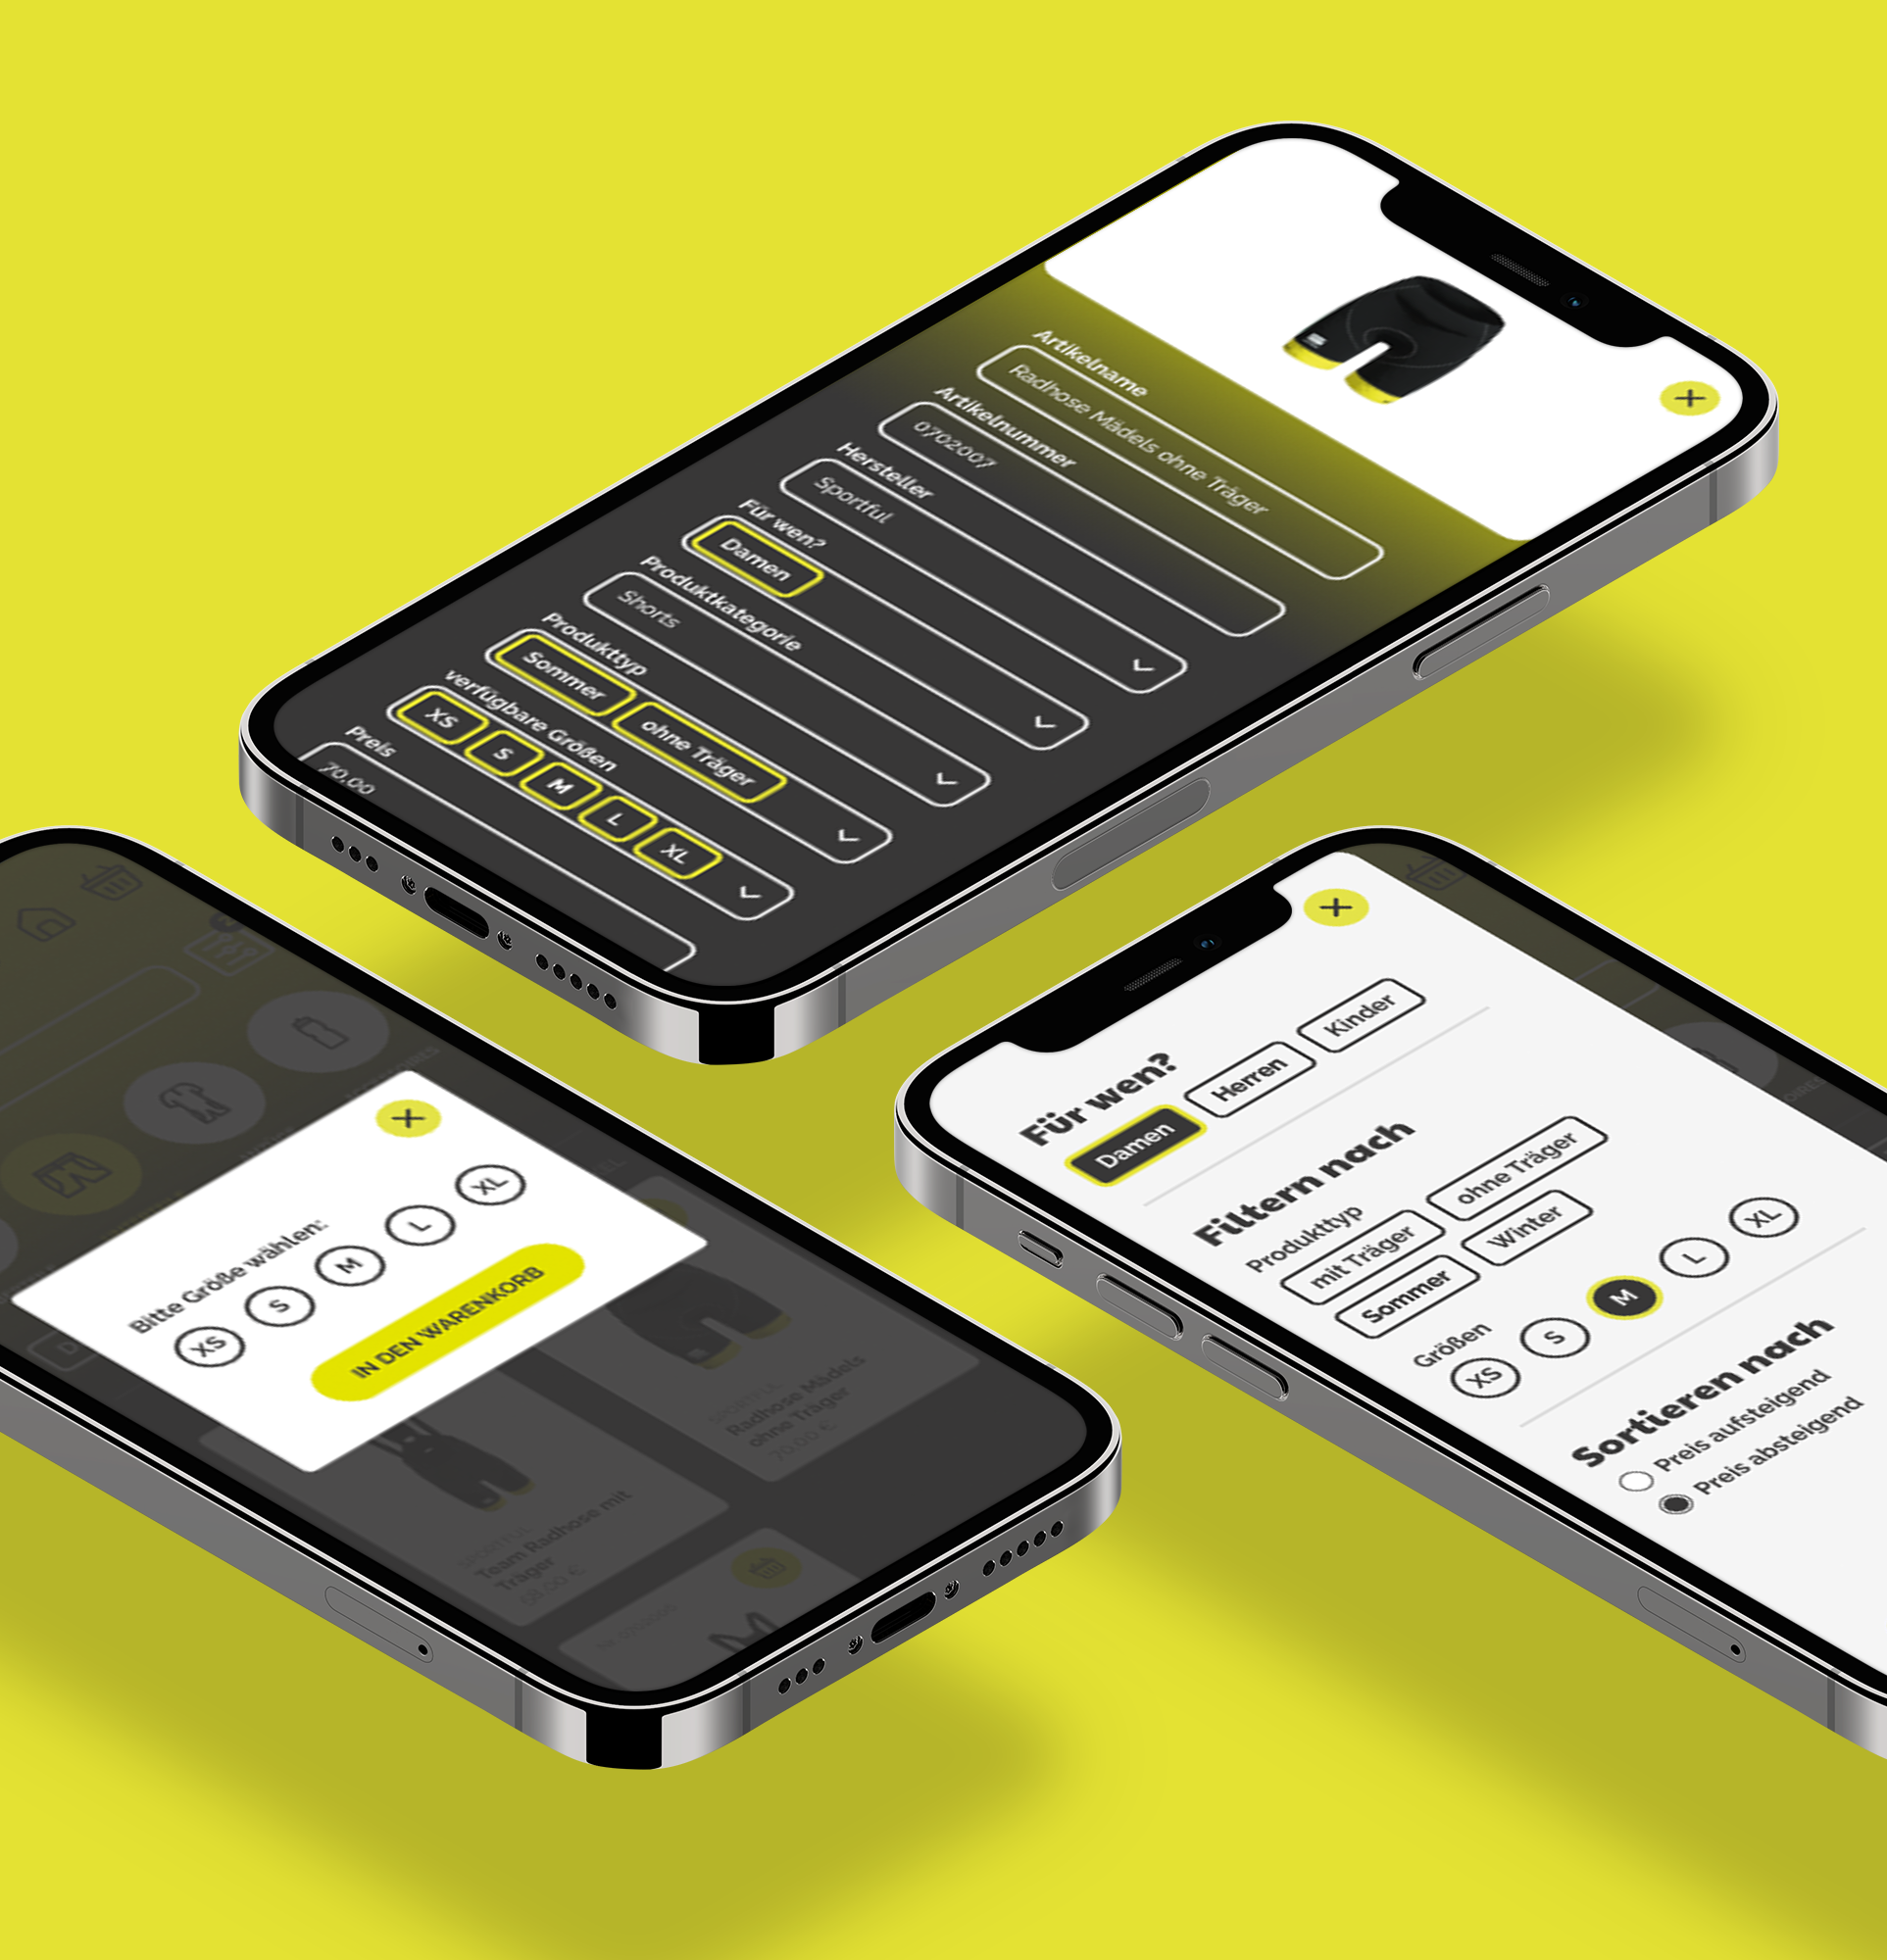 Artikelname
Radhose Mädels ohne Träger
Artikelnummer
0702007
Hersteller
Sportful
Für wen?
Damen
Produktkategorie
Shorts
Produkttyp
Sommer
ohne Träger
verfügbare Größen
XS
S
M
L
XL
Preis
70,00
Bitte Größe wählen:
XS
S
M
L
XL
IN DEN WARENKORB
SPORTFUL
Radhose Mädels
ohne Träger
70,00 €
SPORTFUL
Team Radhose mit
Träger
68,00 €
Für wen?
Damen
Herren
Kinder
Filtern nach
Produkttyp
mit Träger
ohne Träger
Sommer
Winter
Größen
XS
S
M
L
XL
Sortieren nach
Preis aufsteigend
Preis absteigend